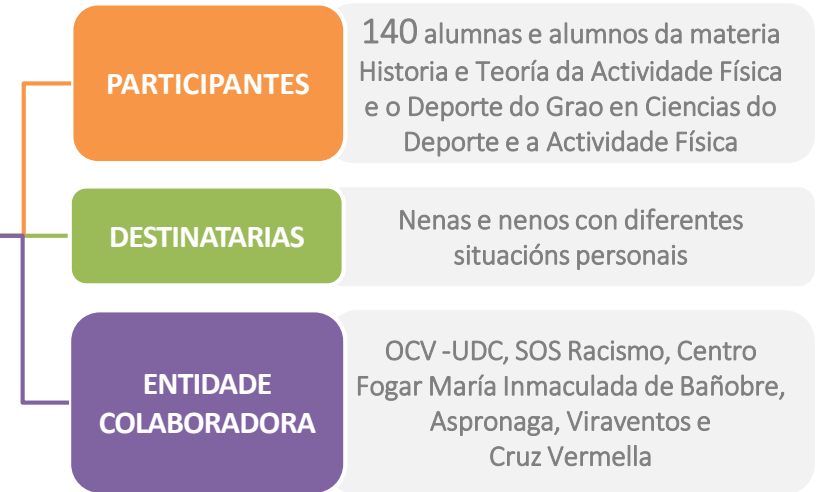 PARTICIPANTES
140 alumnas e alumnos da materia
Historia e Teoría da Actividade Física
e o Deporte do Grao en Ciencias do
Deporte e a Actividade Física
DESTINATARIAS
Nenas e nenos con diferentes
situacións personais
ENTIDADE
COLABORADORA
OCV -UDC, SOS Racismo, Centro
Fogar María Inmaculada de Bañobre,
Aspronaga, Viraventos e
Cruz Vermella